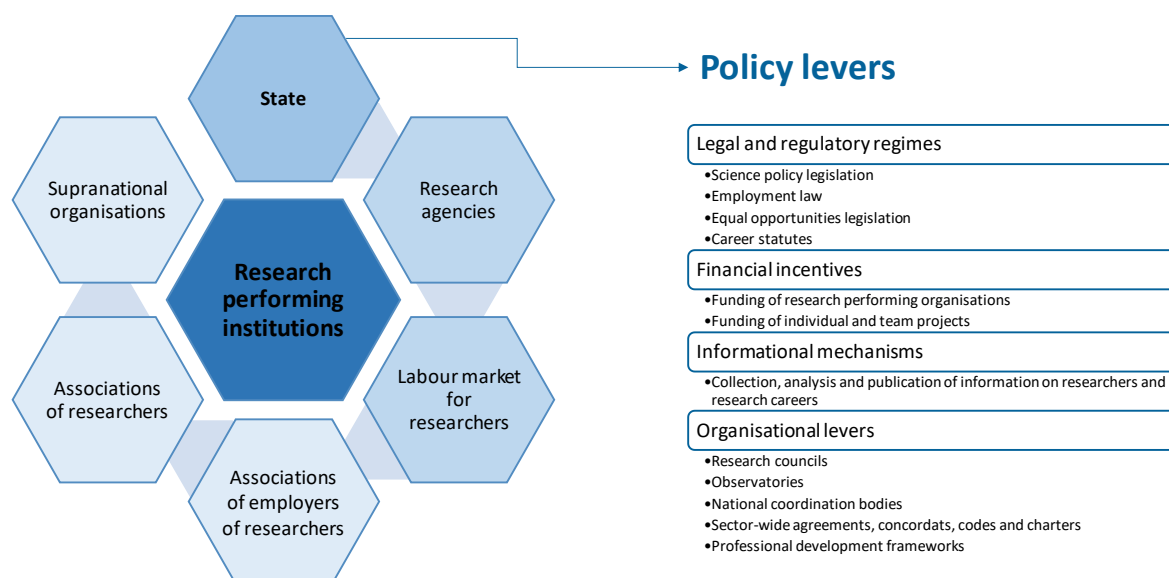 State
Supranational
organisations
Research
agencies
Research
performing
institutions
Associations
of researchers
Labour market
for
researchers
Associations
of employers
of researchers
Policy levers
Legal and regulatory regimes
•Science policy legislation
•Employment law
•Equal opportunities legislation
•Career statutes
Financial incentives
•Funding of research performing organisations
•Funding of individual and team projects
Informational mechanisms
•Collection, analysis and publication of information on researchers and
research careers
Organisational levers
•Research councils
•Observatories
•National coordination bodies
•Sector-wide agreements, concordats, codes and charters
•Professional development frameworks